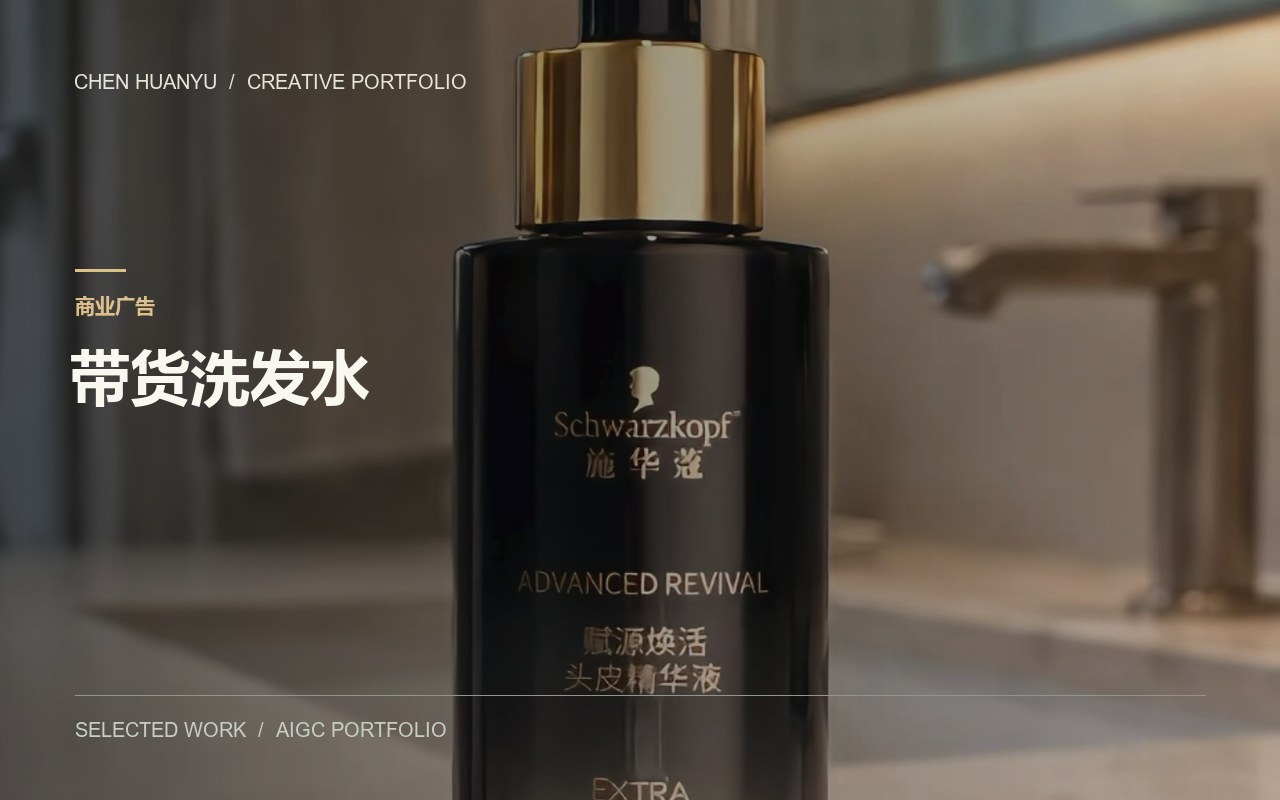 CHEN HUANYU / CREATIVE PORTFOLIO
商业广告
带货洗发水
Schwarzkopf
施华蔻
ADVANCED REVIVAL
赋源焕活
头皮精华液
SELECTED WORK / AIGC PORTFOLIO
EXTRA